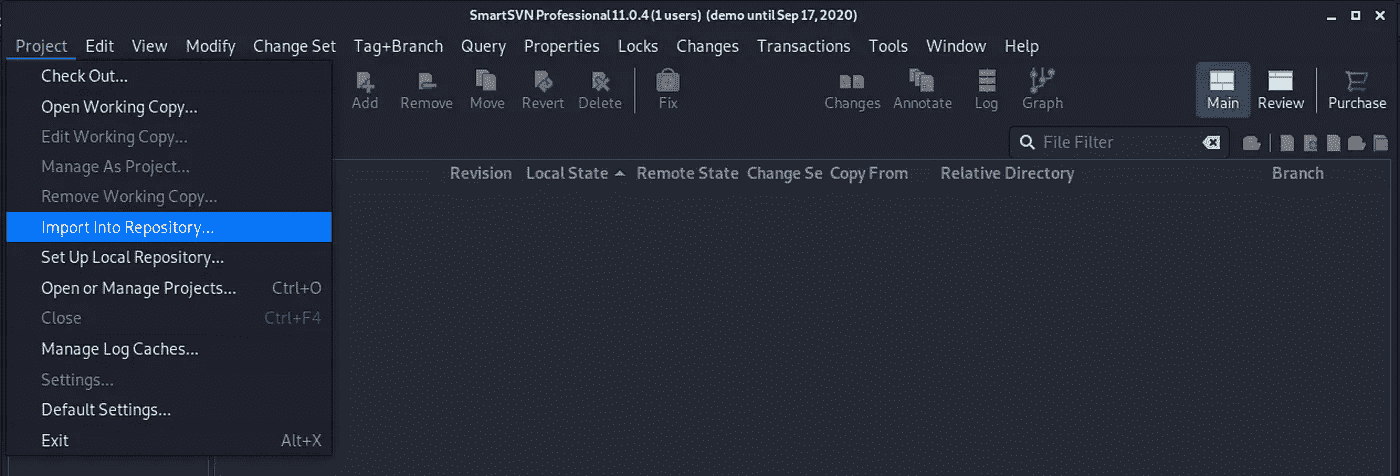 SmartSVN Professional 11.0.4 (1 users) (demo until Sep 17, 2020)
Project Edit View Modify Change Set Tag+Branch Query Properties Locks Changes Transactions Tools Window Help
Check Out...
Open Working Copy...
Edit Working Copy...
Manage As Project...
Remove Working Copy...
Import Into Repository...
Set Up Local Repository...
Open or Manage Projects... Ctrl+O
Close Ctrl+F4
Manage Log Caches...
Settings...
Default Settings...
Exit Alt+X
Add Remove Move Revert Delete Fix Changes Annotate Log Graph Main Review Purchase
File Filter
Revision Local State Remote State Change Se Copy From Relative Directory Branch